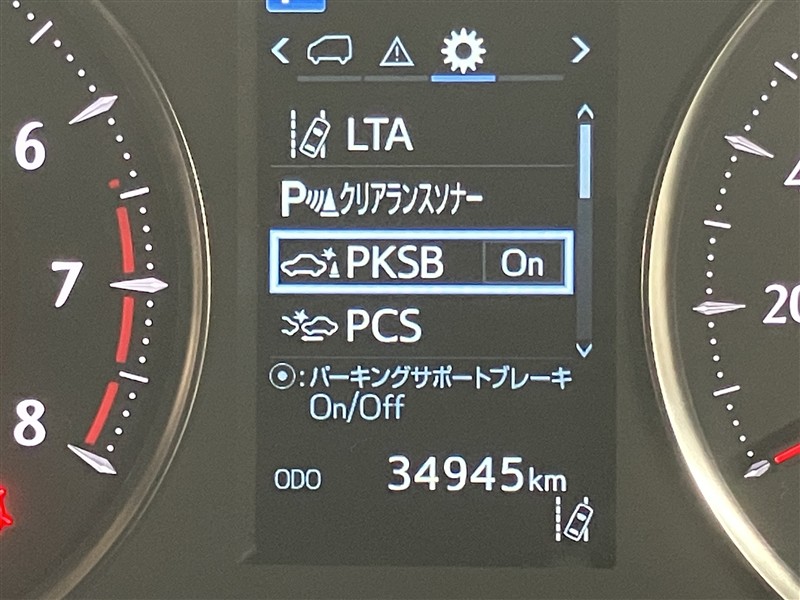 LTA
P クリアランスソナー
PKSB On
PCS
:パーキングサポートブレーキ
On/Off
ODO 34945km
6
7
8
20